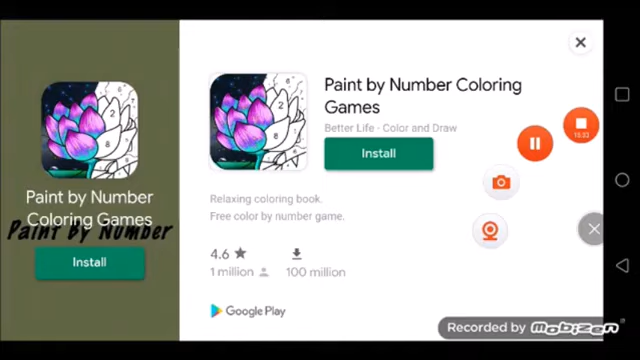 Paint by Number
Coloring Games
Paint by Number
Install
Paint by Number Coloring
Games
Better Life - Color and Draw
Install
Relaxing coloring book.
Free color by number game.
4.6 ★
1 million
100 million
Google Play
2
8
Recorded by Mobizen